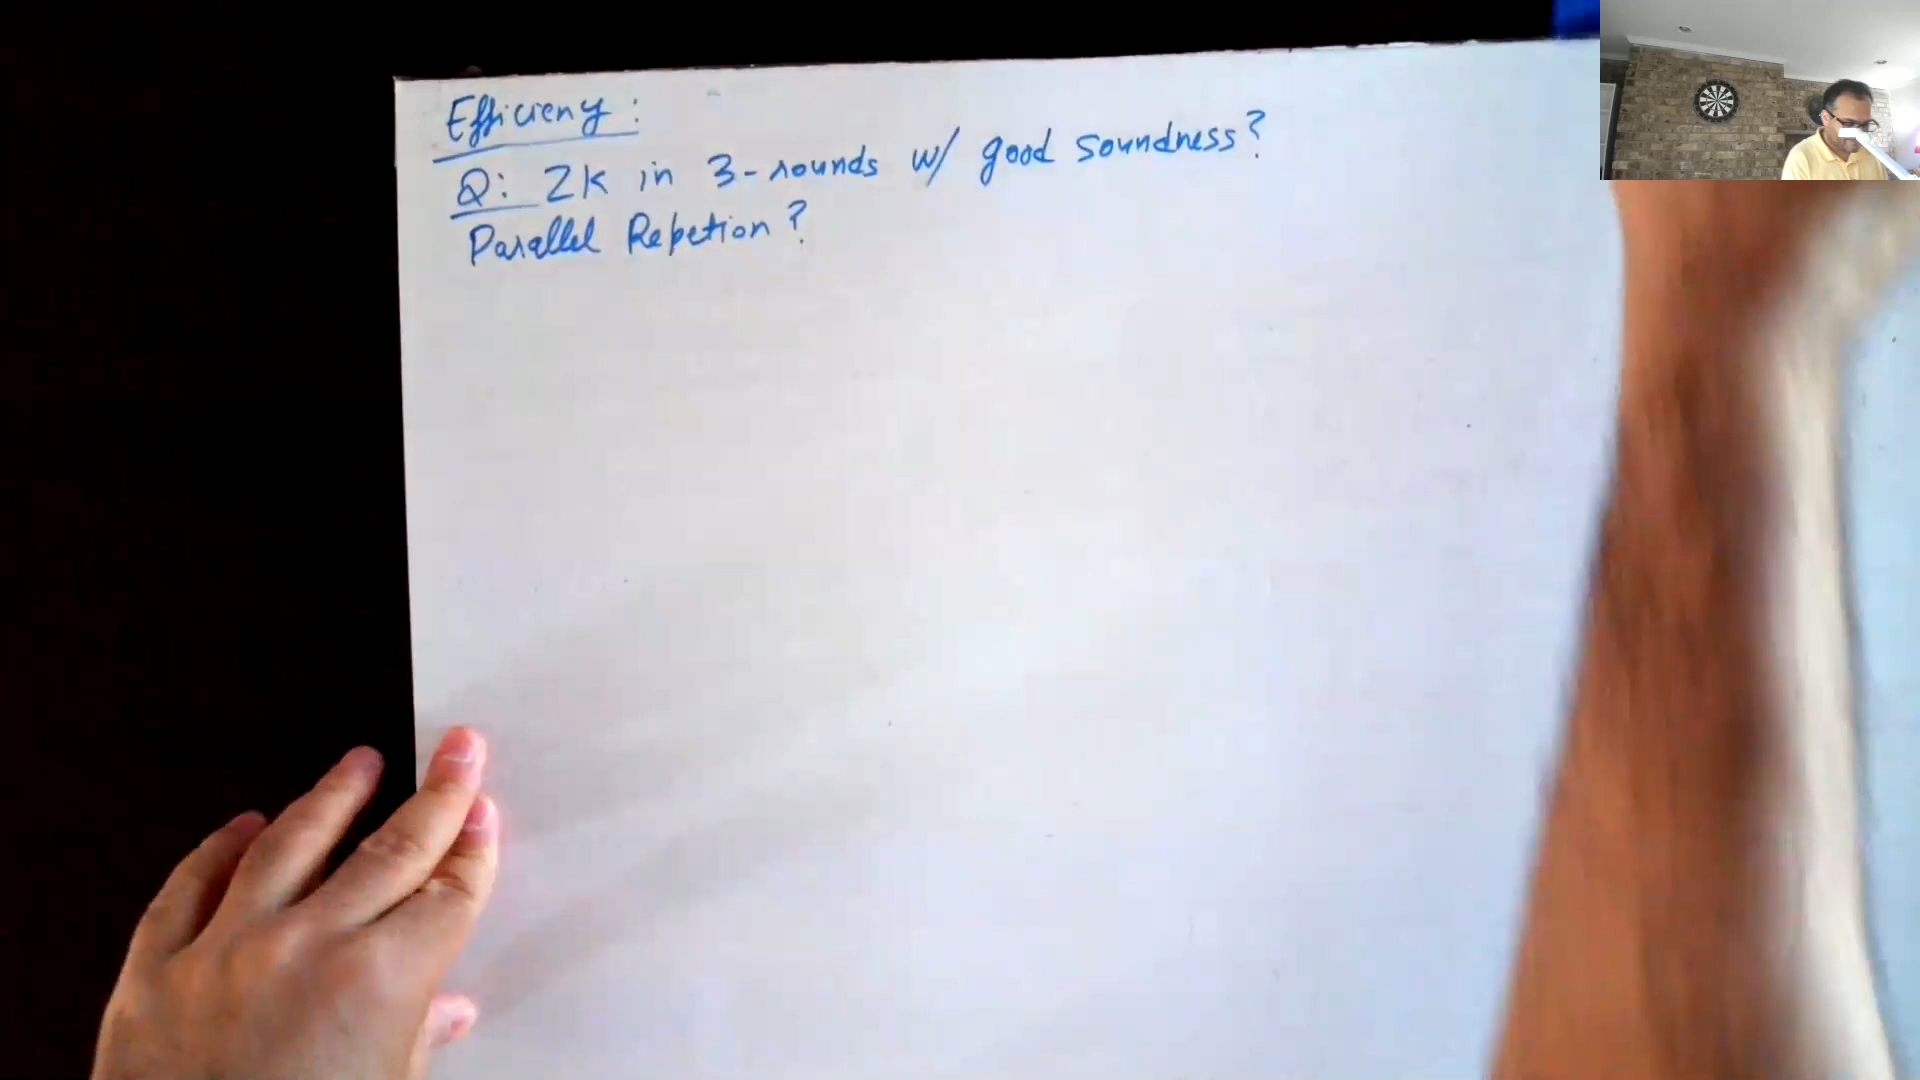 Efficieny:
Q: ZK in 3-rounds w/ good soundness?
Parallel Repetion?